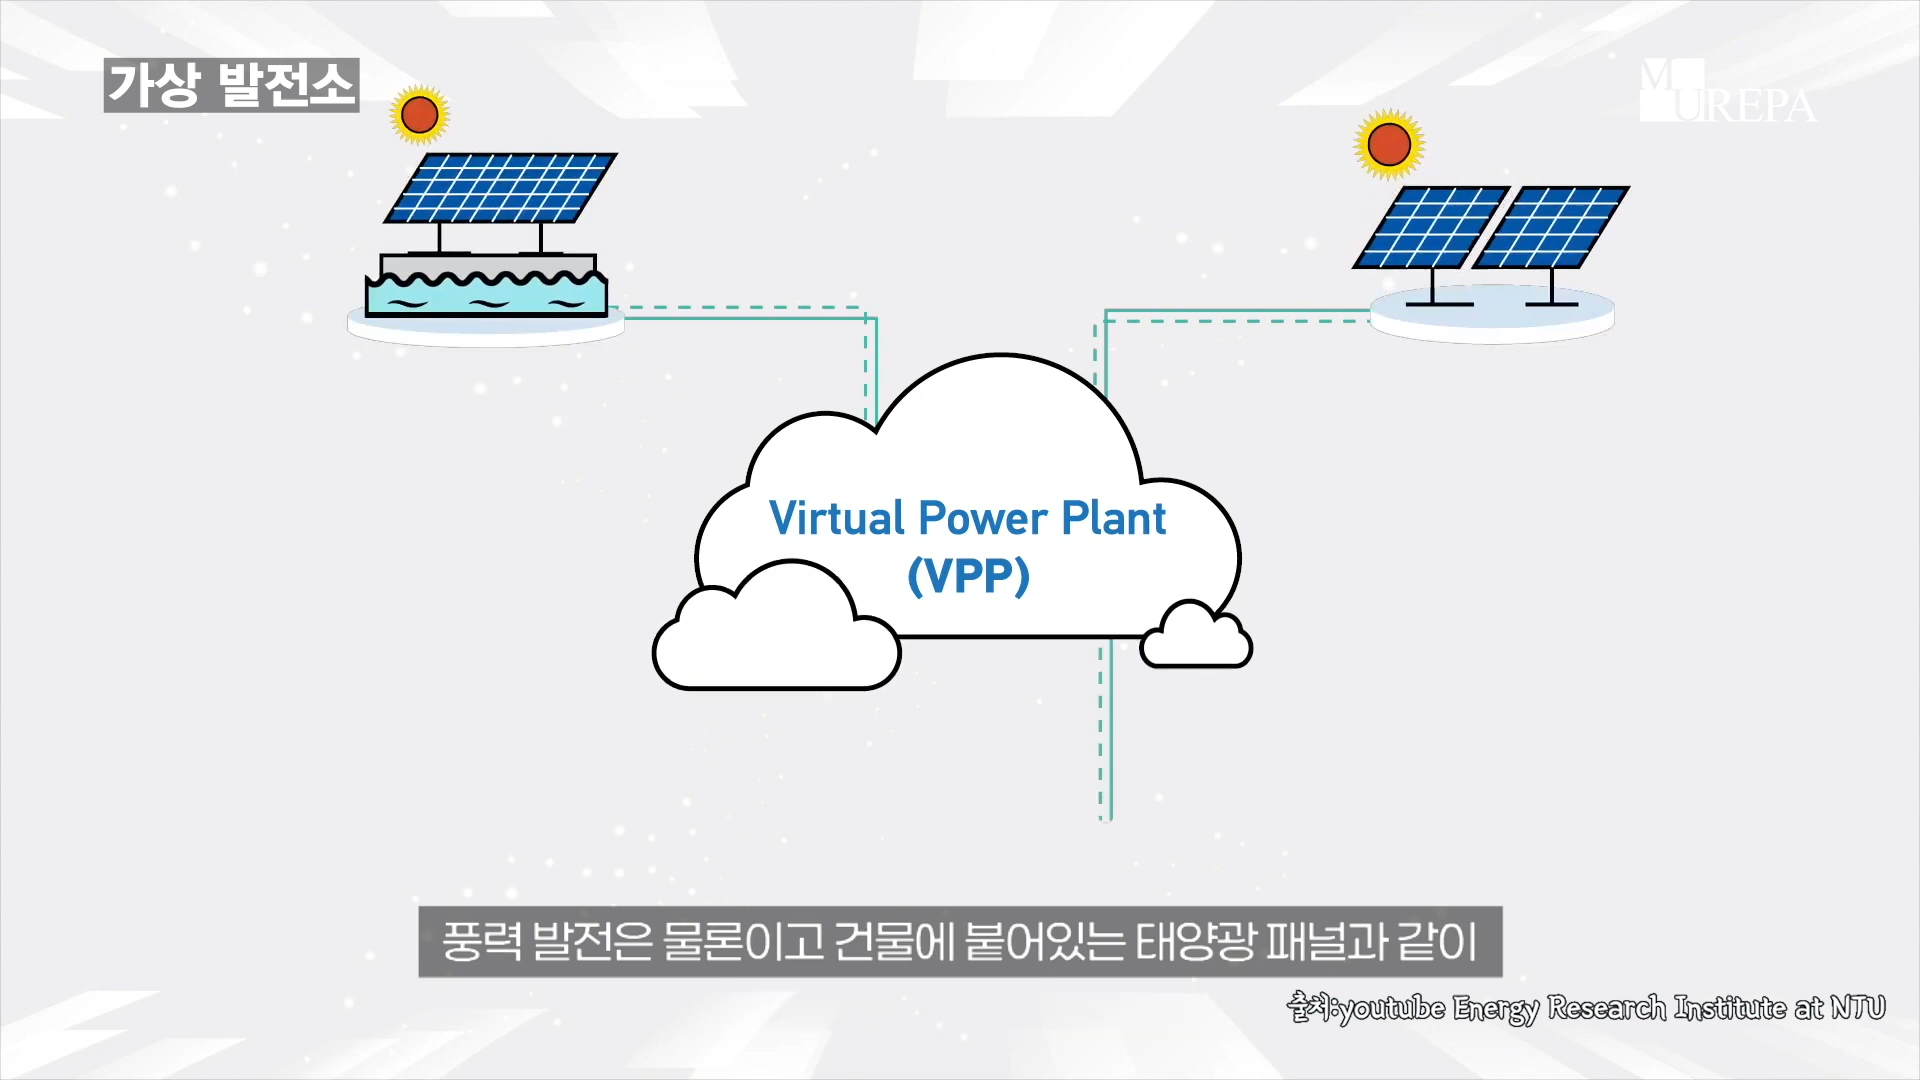 가상 발전소
MUREPA
Virtual Power Plant
(VPP)
풍력 발전은 물론이고 건물에 붙어있는 태양광 패널과 같이
출처:youtube Energy Research Institute at NTU